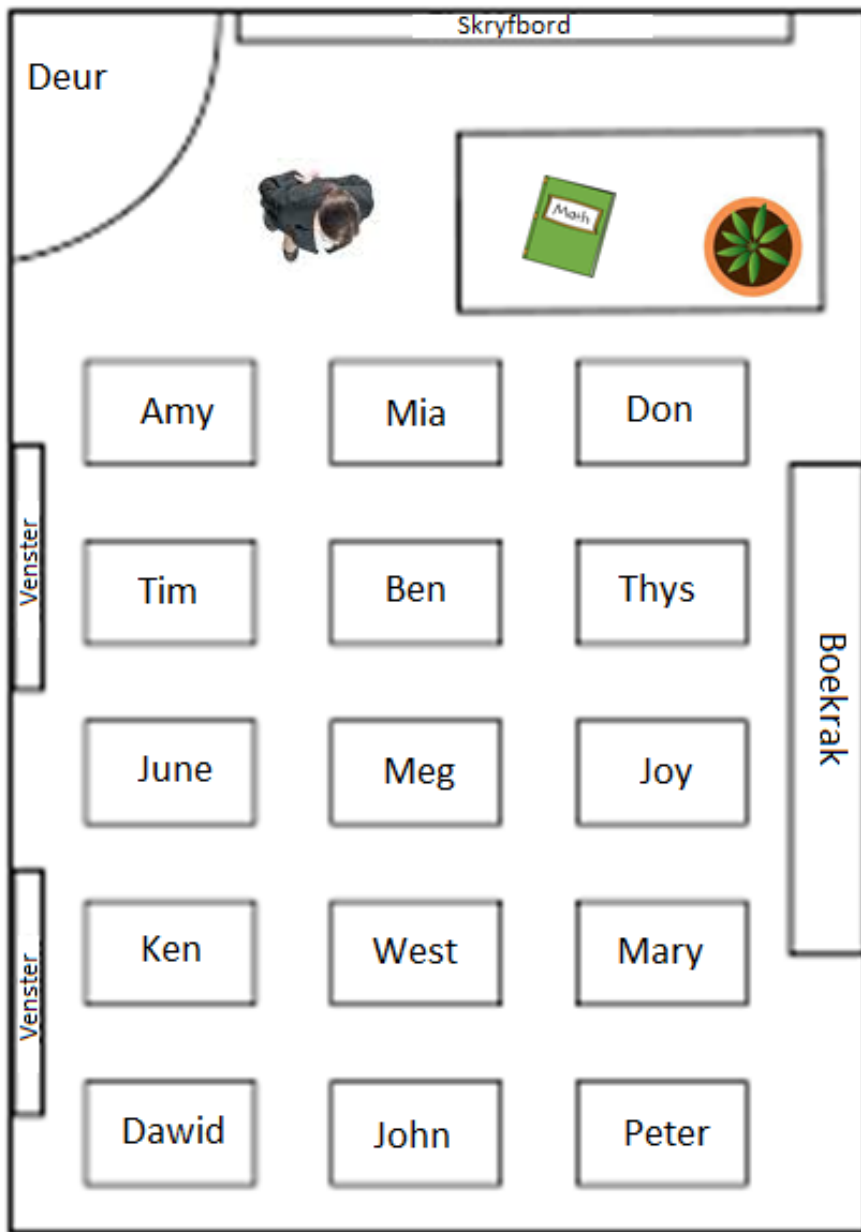 Skryfbord
Deur
Math
Amy Mia Don
Venster
Tim Ben Thys
Boekrak
June Meg Joy
Venster
Ken West Mary
Dawid John Peter